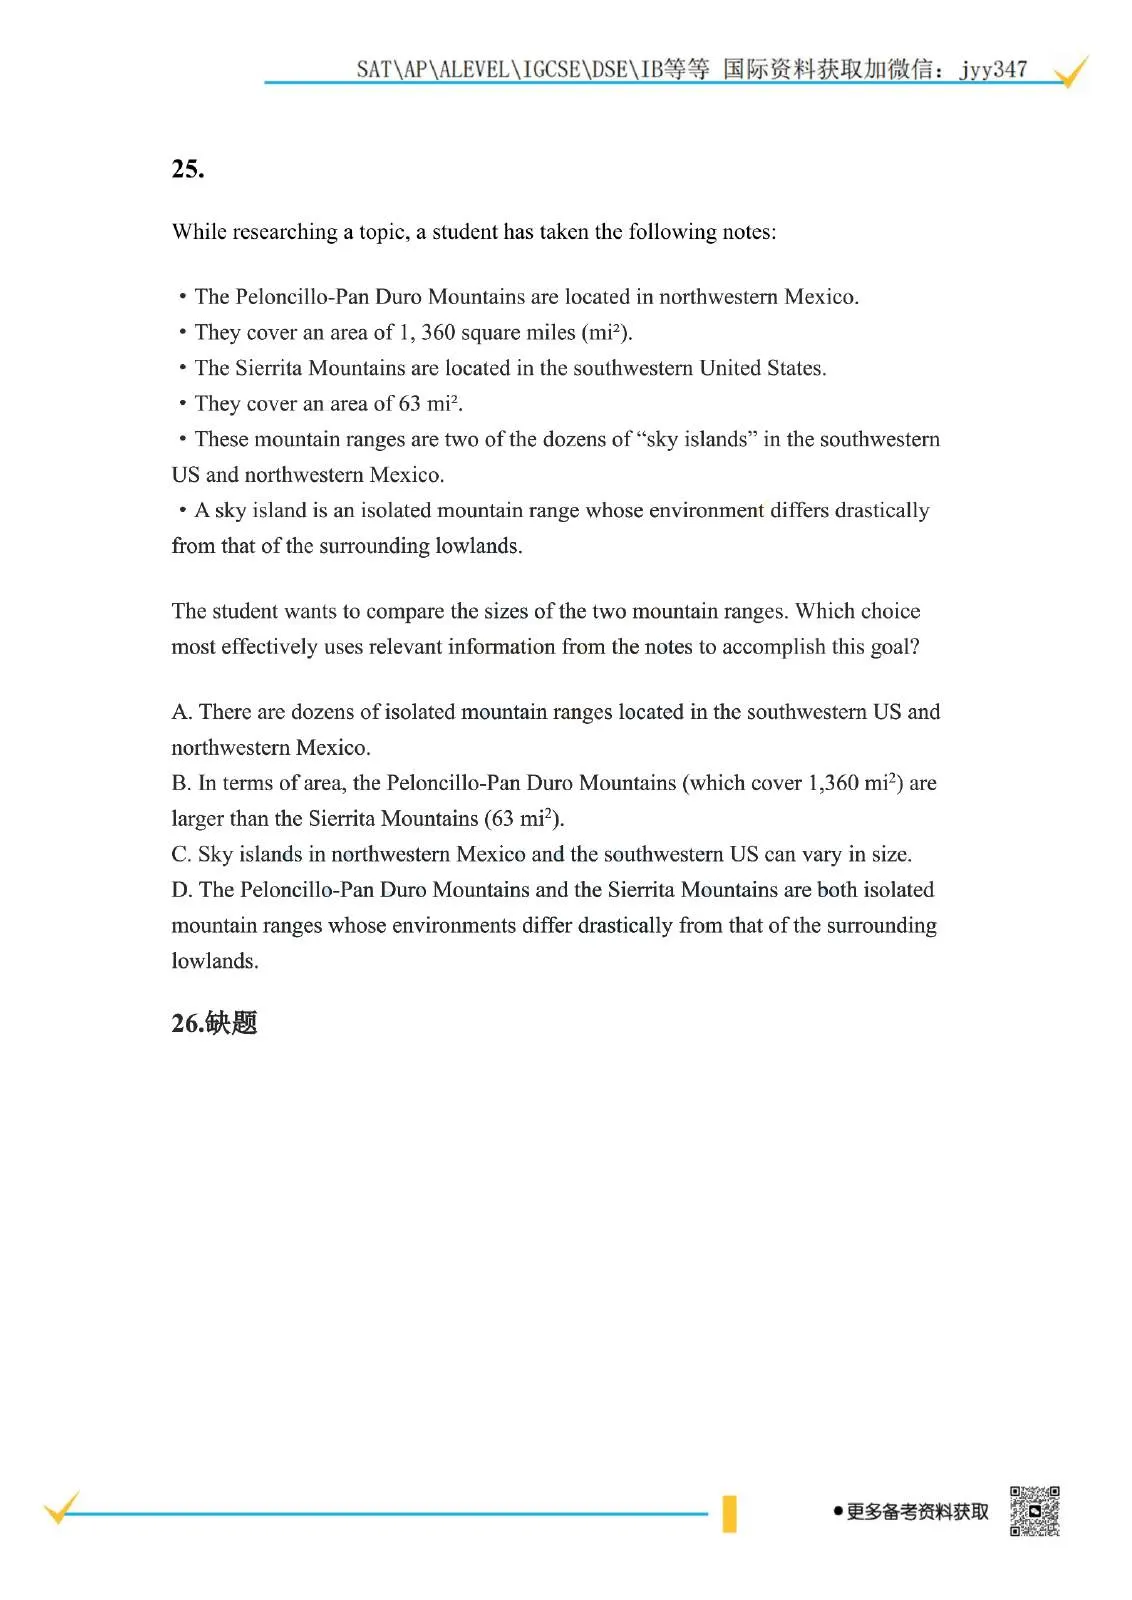 SAT\AP\ALEVEL\IGCSE\DSE\IB等等 国际资料获取加微信：jyy347
25.
While researching a topic, a student has taken the following notes:
•The Peloncillo-Pan Duro Mountains are located in northwestern Mexico.
•They cover an area of 1, 360 square miles (mi²).
•The Sierrita Mountains are located in the southwestern United States.
•They cover an area of 63 mi².
•These mountain ranges are two of the dozens of “sky islands” in the southwestern
US and northwestern Mexico.
•A sky island is an isolated mountain range whose environment differs drastically
from that of the surrounding lowlands.
The student wants to compare the sizes of the two mountain ranges. Which choice
most effectively uses relevant information from the notes to accomplish this goal?
A. There are dozens of isolated mountain ranges located in the southwestern US and
northwestern Mexico.
B. In terms of area, the Peloncillo-Pan Duro Mountains (which cover 1,360 mi²) are
larger than the Sierrita Mountains (63 mi²).
C. Sky islands in northwestern Mexico and the southwestern US can vary in size.
D. The Peloncillo-Pan Duro Mountains and the Sierrita Mountains are both isolated
mountain ranges whose environments differ drastically from that of the surrounding
lowlands.
26.缺题
●更多备考资料获取